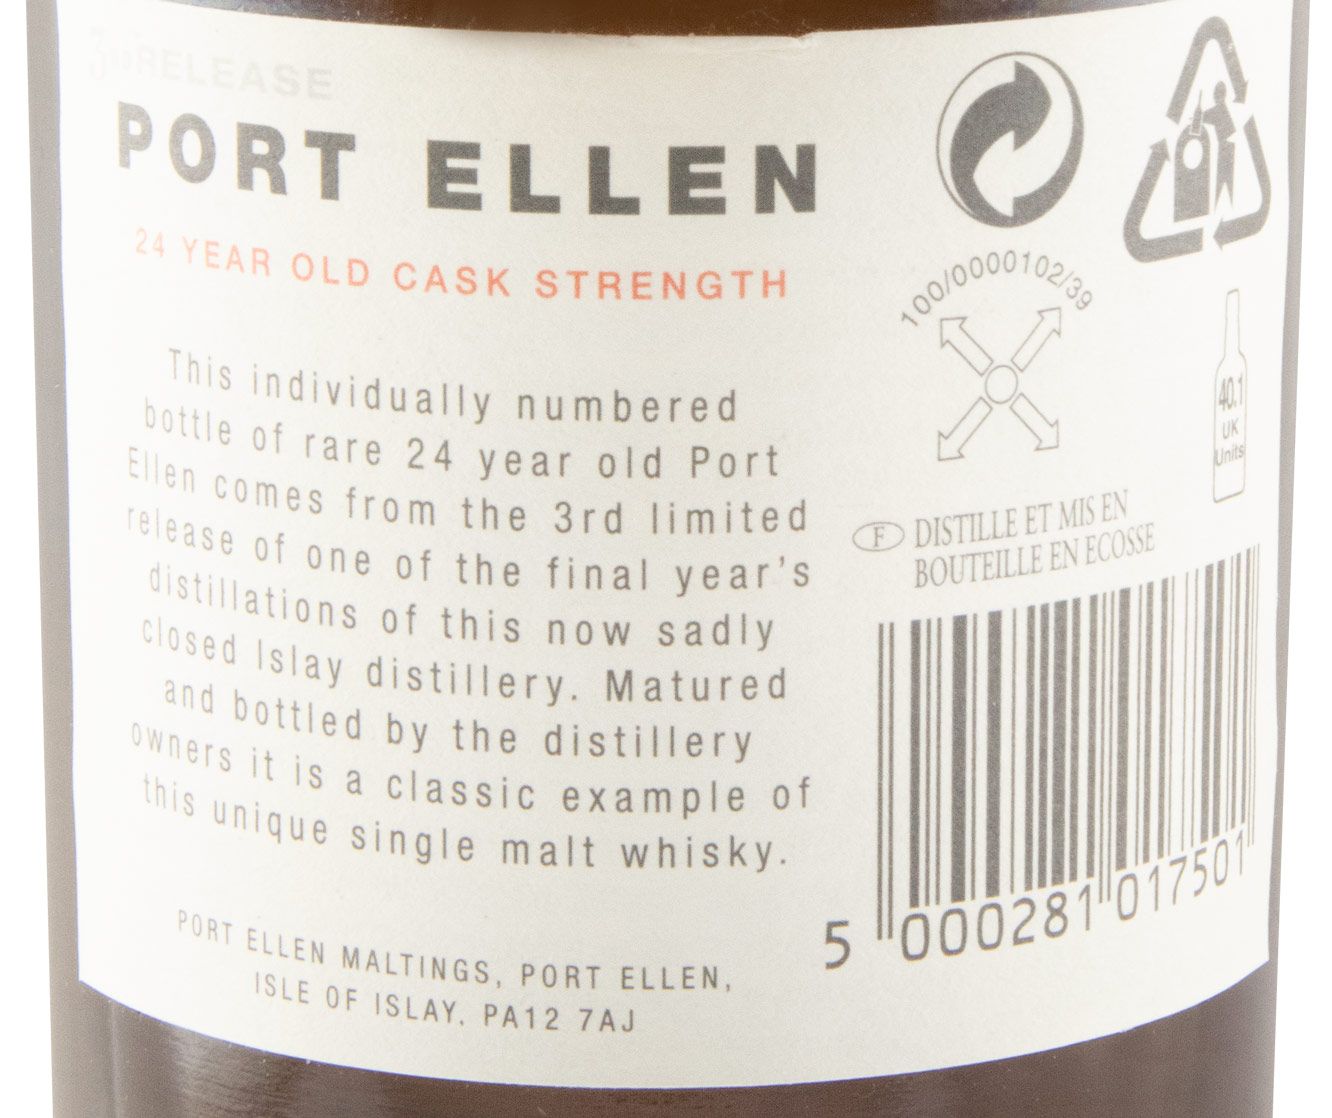 3rd RELEASE
PORT ELLEN
24 YEAR OLD CASK STRENGTH
This individually numbered
bottle of rare 24 year old Port
Ellen comes from the 3rd limited
release of one of the final year's
distillations of this now sadly
closed Islay distillery. Matured
and bottled by the distillery
owners it is a classic example of
this unique single malt whisky.
PORT ELLEN MALTINGS, PORT ELLEN,
ISLE OF ISLAY. PA12 7AJ
100/0000102/39
40.1
UK
Units
F DISTILLE ET MIS EN
BOUTEILLE EN ECOSSE
5 000281 017501